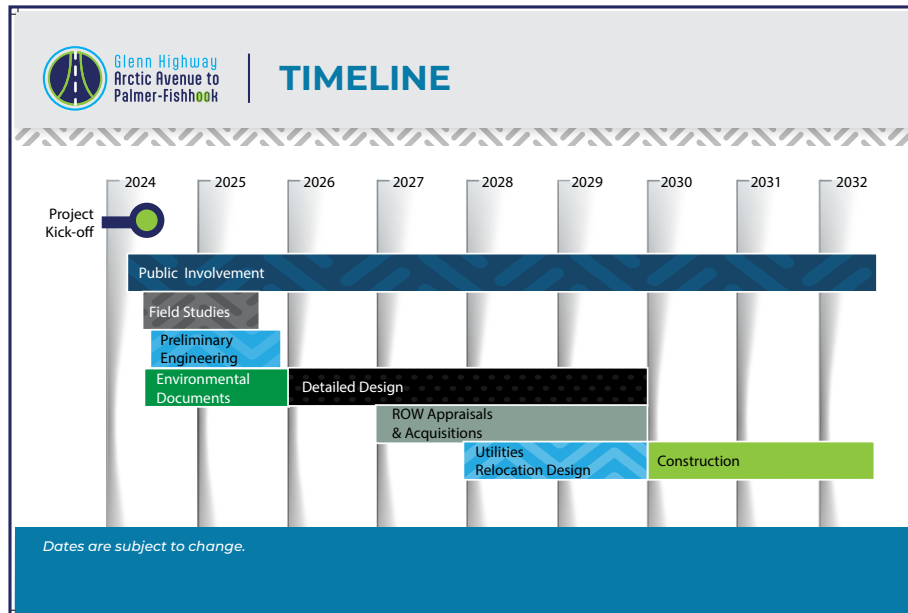 Glenn Highway
Arctic Avenue to
Palmer-Fishhook
TIMELINE
2024
2025
2026
2027
2028
2029
2030
2031
2032
Project
Kick-off
Public Involvement
Field Studies
Preliminary
Engineering
Environmental
Documents
Detailed Design
ROW Appraisals
& Acquisitions
Utilities
Relocation Design
Construction
Dates are subject to change.